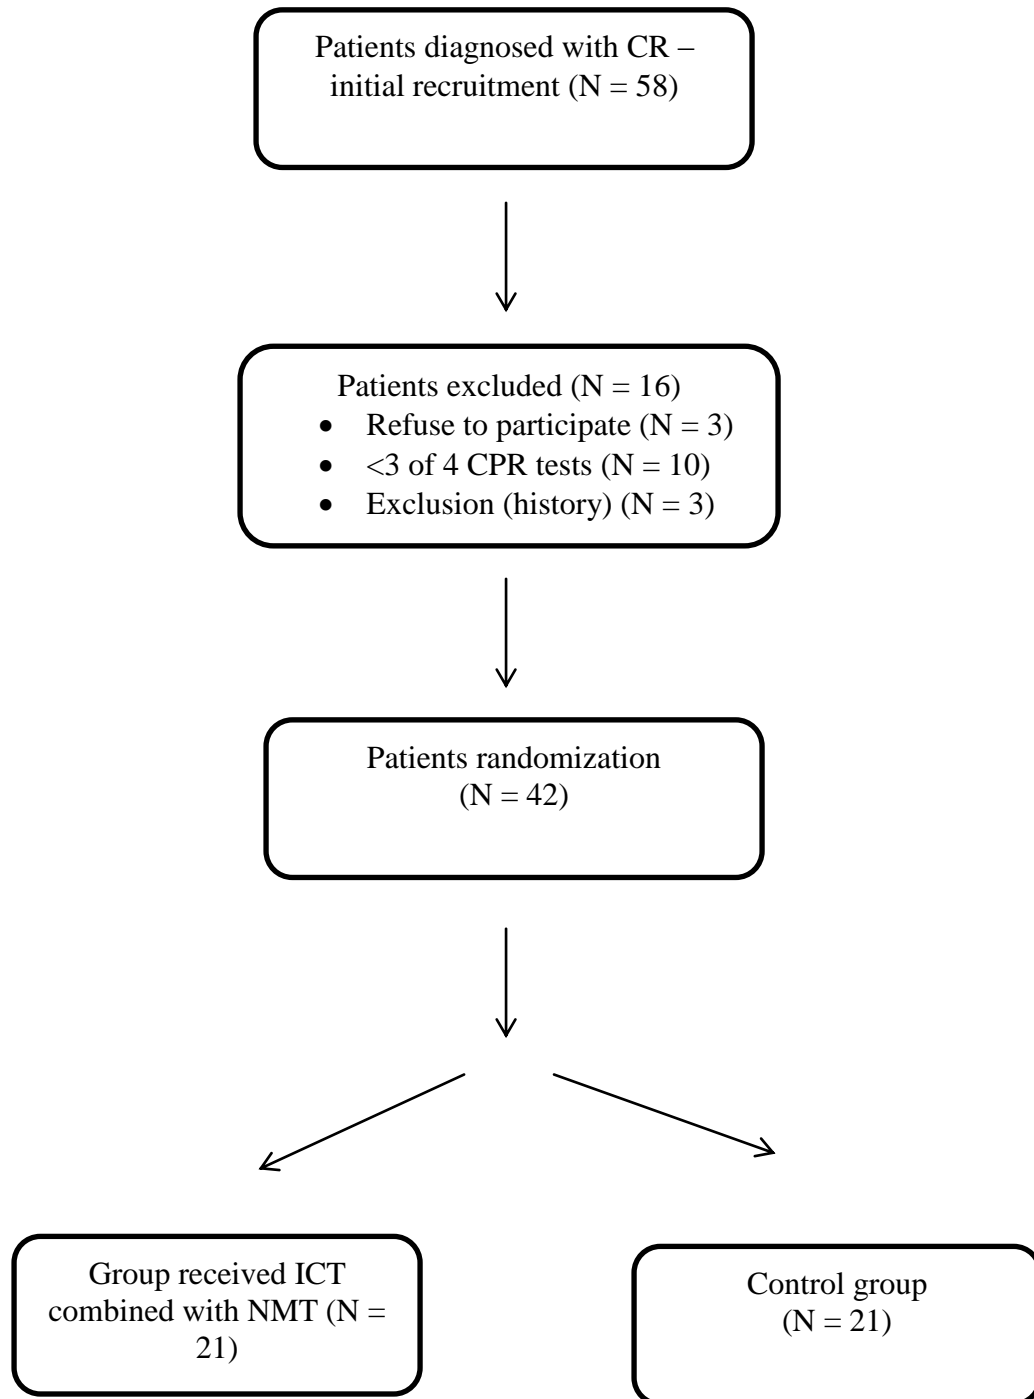 Patients diagnosed with CR –
initial recruitment (N = 58)
Patients excluded (N = 16)
• Refuse to participate (N = 3)
• <3 of 4 CPR tests (N = 10)
• Exclusion (history) (N = 3)
Patients randomization
(N = 42)
Group received ICT
combined with NMT (N =
21)
Control group
(N = 21)